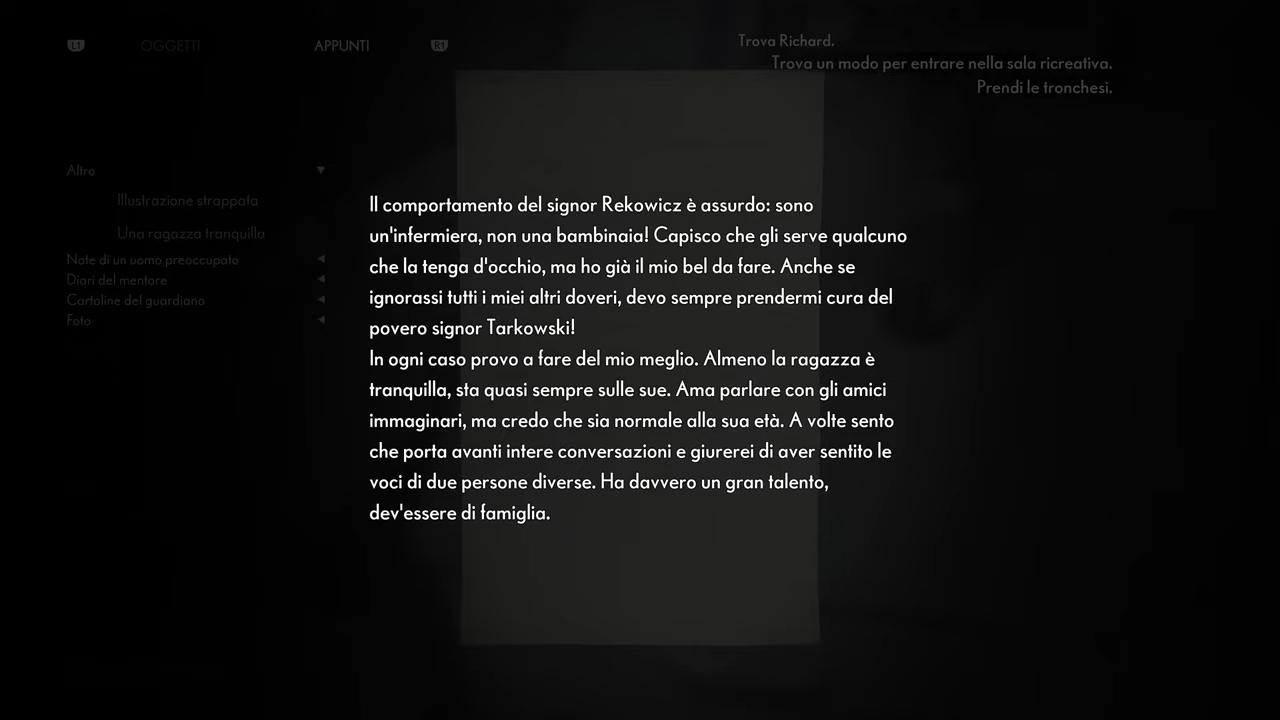 L1 OGGETTI APPUNTI R1
Trova Richard.
Trova un modo per entrare nella sala ricreativa.
Prendi le tronchesi.
Altro
Illustrazione strappata
Una ragazza tranquilla
Note di un uomo preoccupato
Diari del mentore
Cartoline del guardiano
Foto
Il comportamento del signor Rekowicz è assurdo: sono
un'infermiera, non una bambinaia! Capisco che gli serve qualcuno
che la tenga d'occhio, ma ho già il mio bel da fare. Anche se
ignorassi tutti i miei altri doveri, devo sempre prendermi cura del
povero signor Tarkowski!
In ogni caso provo a fare del mio meglio. Almeno la ragazza è
tranquilla, sta quasi sempre sulle sue. Ama parlare con gli amici
immaginari, ma credo che sia normale alla sua età. A volte sento
che porta avanti intere conversazioni e giurerei di aver sentito le
voci di due persone diverse. Ha davvero un gran talento,
dev'essere di famiglia.